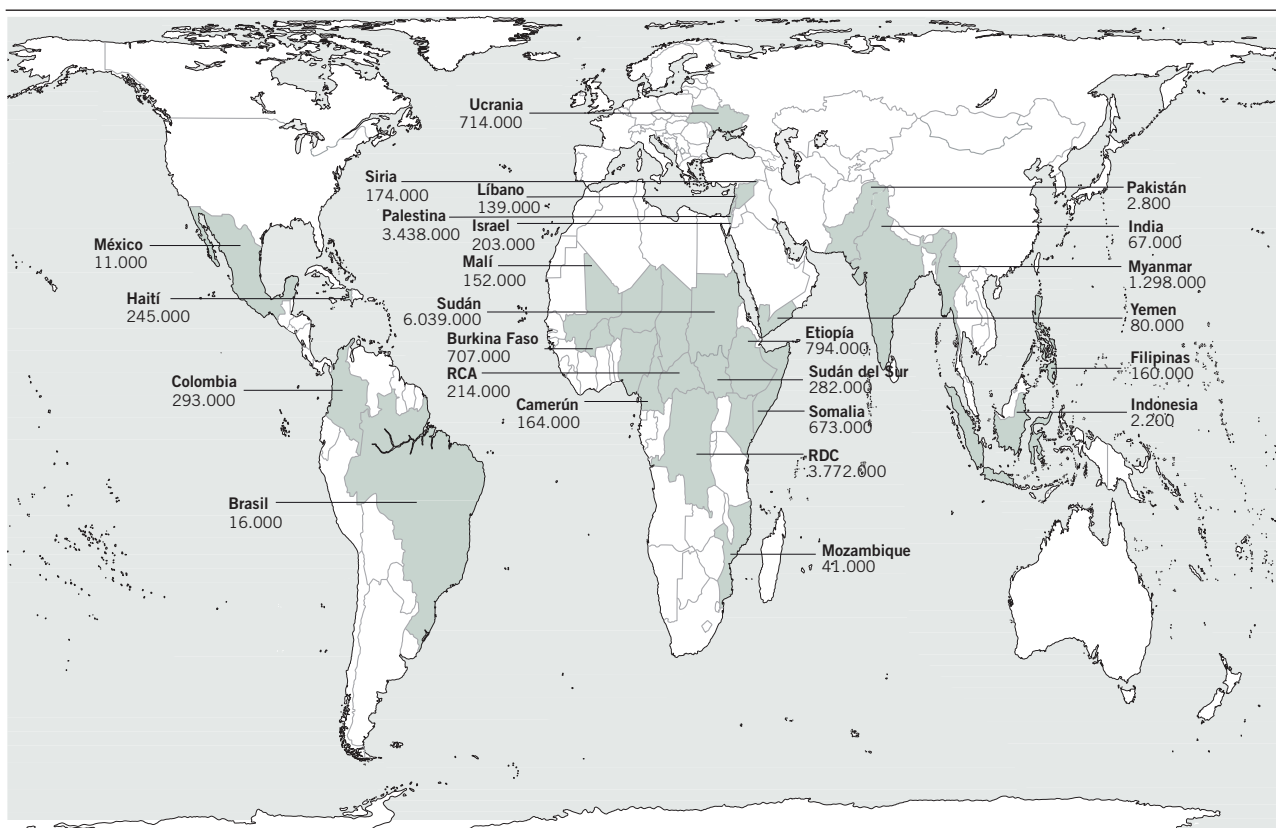 Ucrania
714.000
Siria
174.000
Líbano
139.000
Palestina
3.438.000
Israel
203.000
Malí
152.000
Sudán
6.039.000
Burkina Faso
707.000
RCA
214.000
Camerún
164.000
México
11.000
Haití
245.000
Colombia
293.000
Brasil
16.000
Pakistán
2.800
India
67.000
Myanmar
1.298.000
Yemen
80.000
Etiopía
794.000
Filipinas
160.000
Sudán del Sur
282.000
Indonesia
2.200
Somalia
673.000
RDC
3.772.000
Mozambique
41.000